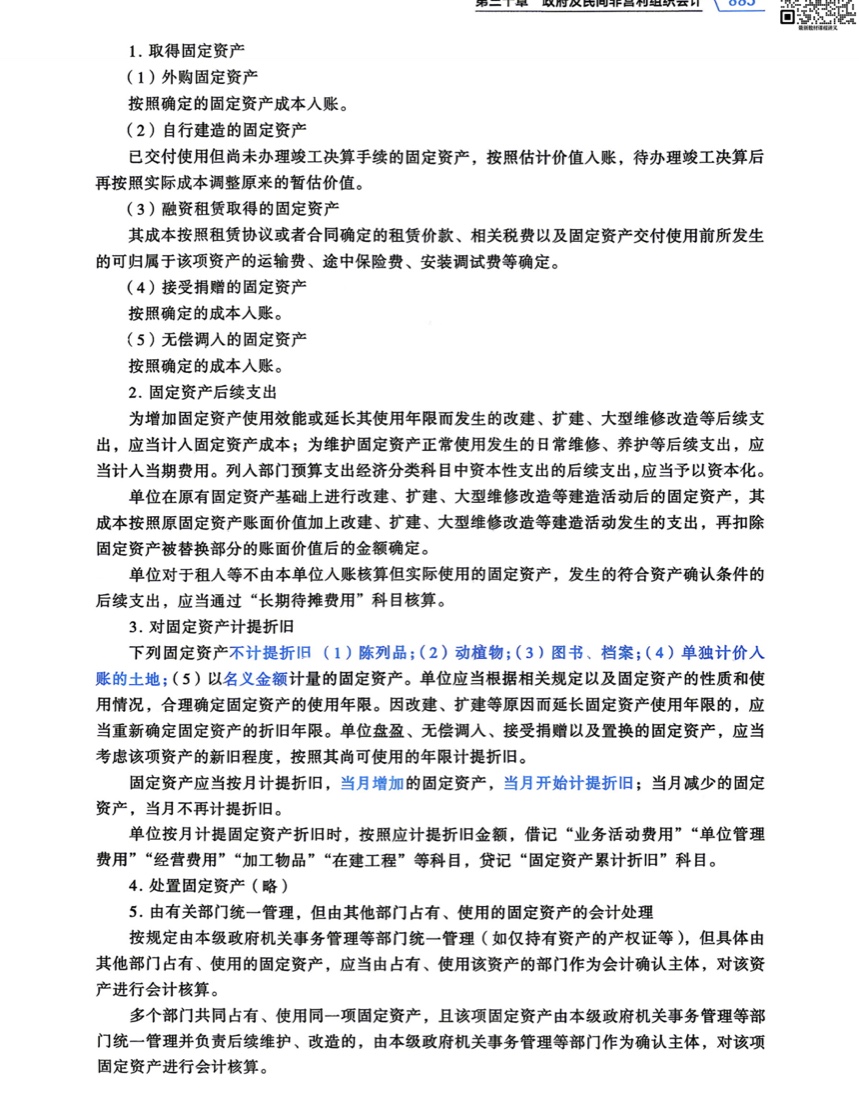 第三十章 政府及民间非营利组织会计 885
1. 取得固定资产
（1）外购固定资产
按照确定的固定资产成本入账。
（2）自行建造的固定资产
已交付使用但尚未办理竣工决算手续的固定资产，按照估计价值入账，待办理竣工决算后
再按照实际成本调整原来的暂估价值。
（3）融资租赁取得的固定资产
其成本按照租赁协议或者合同确定的租赁价款、相关税费以及固定资产交付使用前所发生
的可归属于该项资产的运输费、途中保险费、安装调试费等确定。
（4）接受捐赠的固定资产
按照确定的成本入账。
（5）无偿调入的固定资产
按照确定的成本入账。
2. 固定资产后续支出
为增加固定资产使用效能或延长其使用年限而发生的改建、扩建、大型维修改造等后续支
出，应当计入固定资产成本；为维护固定资产正常使用发生的日常维修、养护等后续支出，应
当计入当期费用。列入部门预算支出经济分类科目中资本性支出的后续支出，应当予以资本化。
单位在原有固定资产基础上进行改建、扩建、大型维修改造等建造活动后的固定资产，其
成本按照原固定资产账面价值加上改建、扩建、大型维修改造等建造活动发生的支出，再扣除
固定资产被替换部分的账面价值后的金额确定。
单位对于租入等不由本单位入账核算但实际使用的固定资产，发生的符合资产确认条件的
后续支出，应当通过“长期待摊费用”科目核算。
3. 对固定资产计提折旧
下列固定资产不计提折旧（1）陈列品；（2）动植物；（3）图书、档案；（4）单独计价入
账的土地；（5）以名义金额计量的固定资产。单位应当根据相关规定以及固定资产的性质和使
用情况，合理确定固定资产的使用年限。因改建、扩建等原因而延长固定资产使用年限的，应
当重新确定固定资产的折旧年限。单位盘盈、无偿调入、接受捐赠以及置换的固定资产，应当
考虑该项资产的新旧程度，按照其尚可使用的年限计提折旧。
固定资产应当按月计提折旧，当月增加的固定资产，当月开始计提折旧；当月减少的固定
资产，当月不再计提折旧。
单位按月计提固定资产折旧时，按照应计提折旧金额，借记“业务活动费用”“单位管理
费用”“经营费用”“加工物品”“在建工程”等科目，贷记“固定资产累计折旧”科目。
4. 处置固定资产（略）
5. 由有关部门统一管理，但由其他部门占有、使用的固定资产的会计处理
按规定由本级政府机关事务管理等部门统一管理（如仅持有资产的产权证等），但具体由
其他部门占有、使用的固定资产，应当由占有、使用该资产的部门作为会计确认主体，对该资
产进行会计核算。
多个部门共同占有、使用同一项固定资产，且该项固定资产由本级政府机关事务管理等部
门统一管理并负责后续维护、改造的，由本级政府机关事务管理等部门作为确认主体，对该项
固定资产进行会计核算。